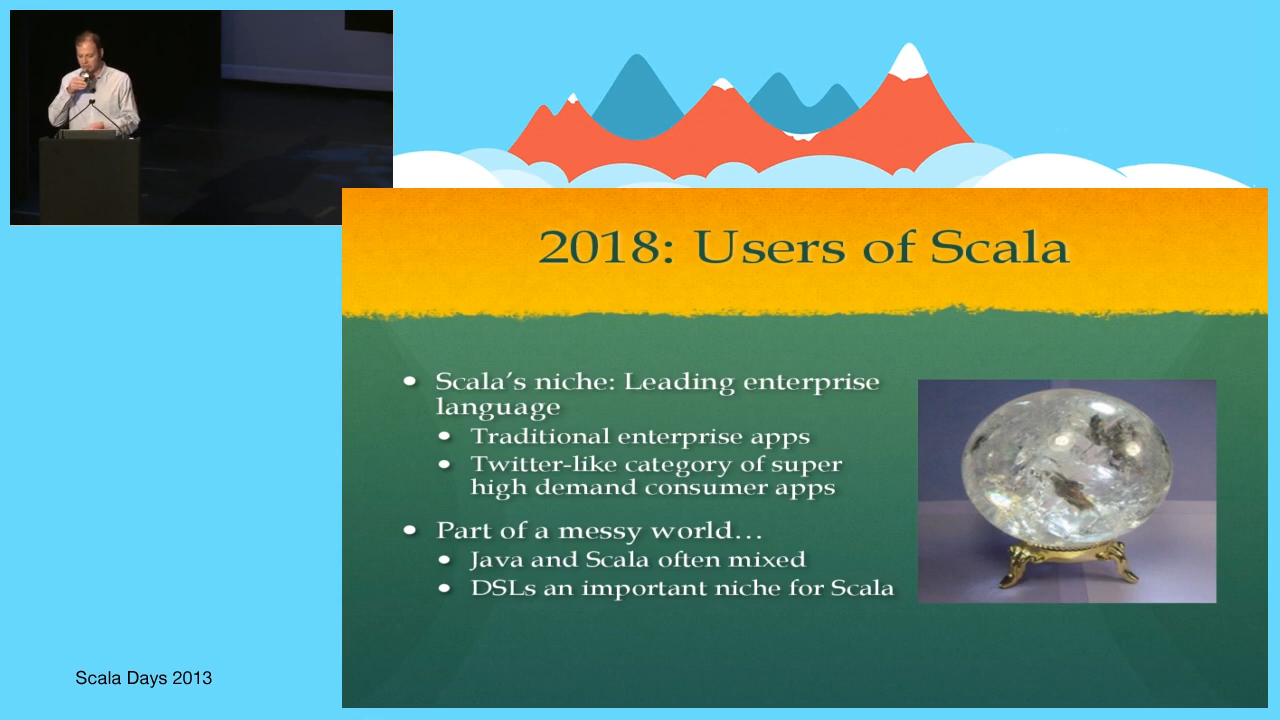 2018: Users of Scala
• Scala’s niche: Leading enterprise
language
• Traditional enterprise apps
• Twitter-like category of super
high demand consumer apps
• Part of a messy world…
• Java and Scala often mixed
• DSLs an important niche for Scala
Scala Days 2013